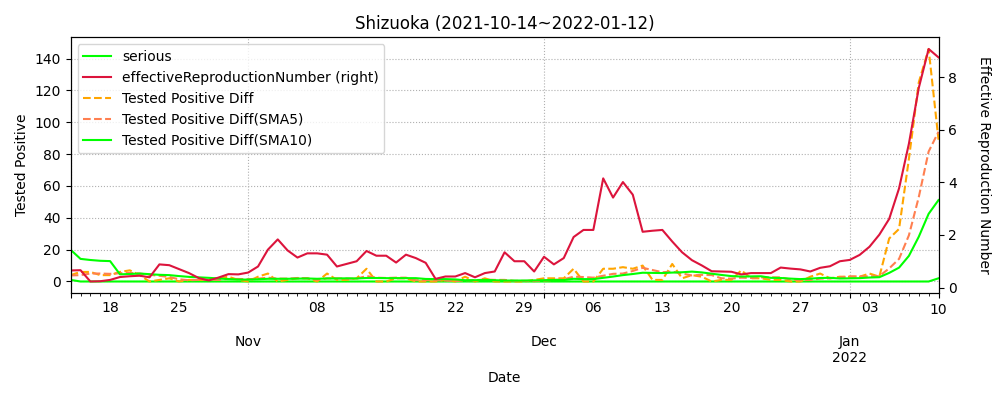 Shizuoka (2021-10-14~2022-01-12)
serious
effectiveReproductionNumber (right)
Tested Positive Diff
Tested Positive Diff(SMA5)
Tested Positive Diff(SMA10)
Tested Positive
140
120
100
80
60
40
20
0
Effective Reproduction Number
8
6
4
2
0
18 25 08 15 22 29 06 13 20 27 03 10
Nov Dec Jan
2022
Date